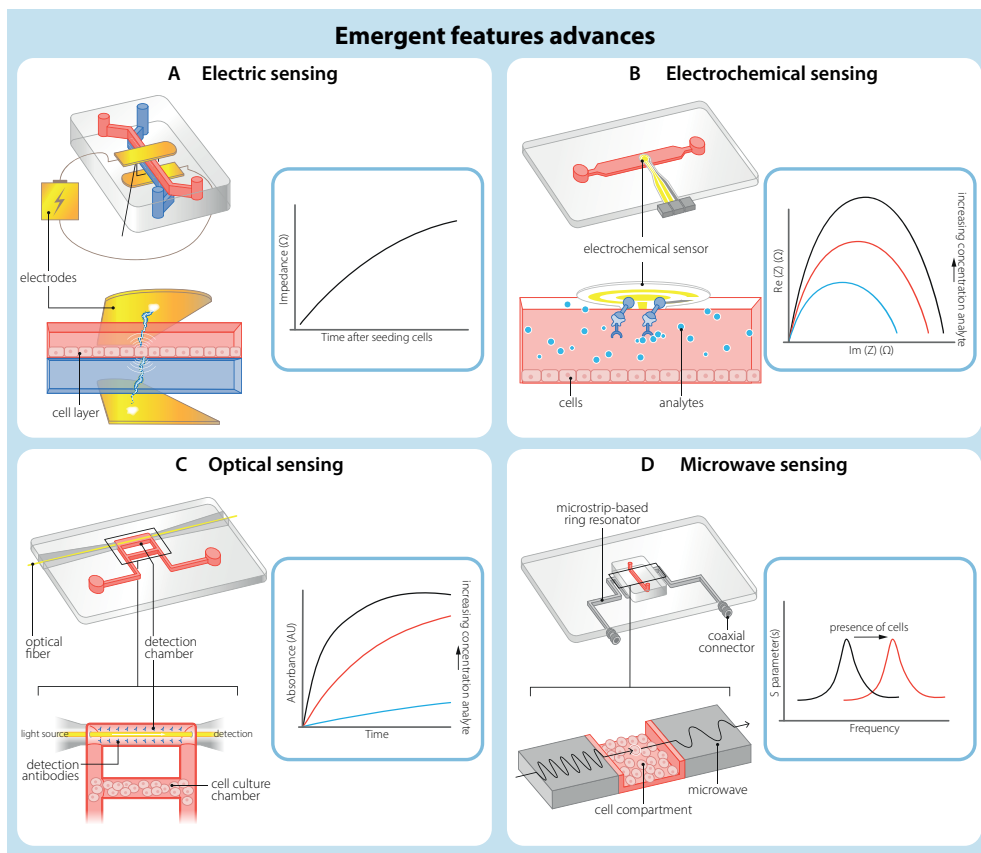 Emergent features advances
A Electric sensing
electrodes
cell layer
Impedance (Ω)
Time after seeding cells
B Electrochemical sensing
electrochemical sensor
cells
analytes
Re (Z) (Ω)
Im (Z) (Ω)
increasing concentration analyte
C Optical sensing
optical
fiber
detection
chamber
light source
detection
detection
antibodies
cell culture
chamber
Absorbance (AU)
Time
increasing concentration analyte
D Microwave sensing
microstrip-based
ring resonator
coaxial
connector
microwave
cell compartment
S parameter(s)
presence of cells
Frequency